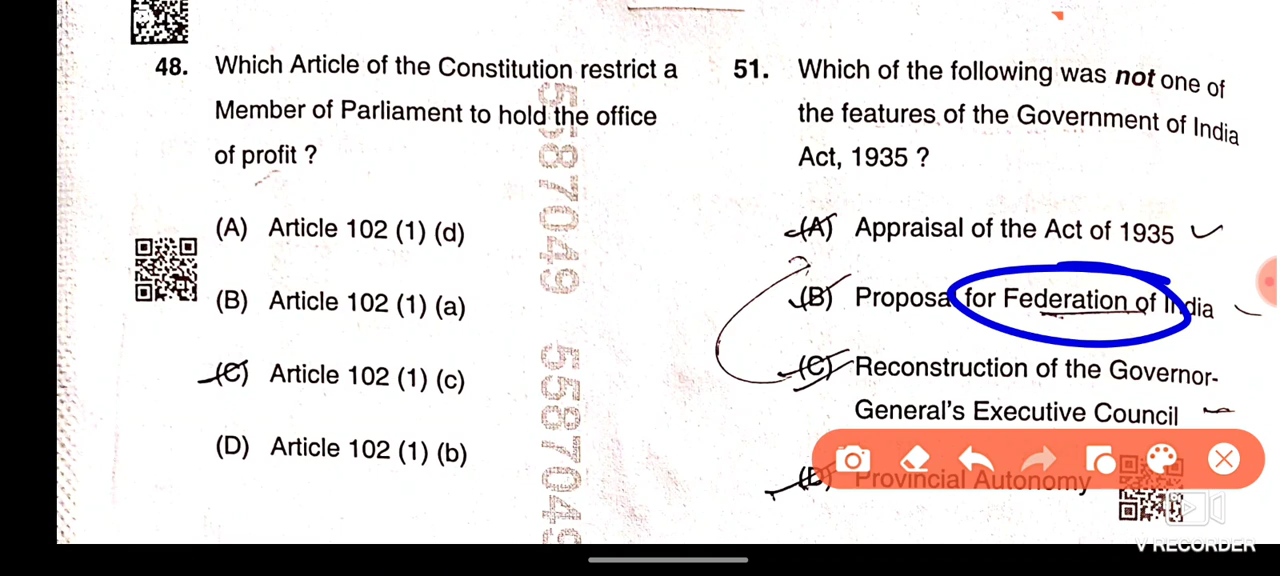 48. Which Article of the Constitution restrict a
Member of Parliament to hold the office
of profit ?
(A) Article 102 (1) (d)
(B) Article 102 (1) (a)
(C) Article 102 (1) (c)
(D) Article 102 (1) (b)
5587049
5587049
51. Which of the following was not one of
the features of the Government of India
Act, 1935 ?
(A) Appraisal of the Act of 1935
(B) Proposal for Federation of India
(C) Reconstruction of the Governor-
General's Executive Council
(D) Provincial Autonomy
V RECORDER